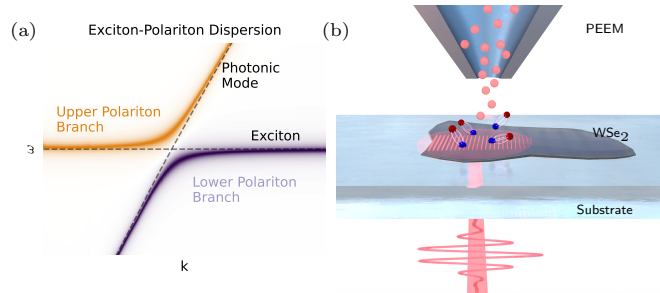 (a)
Exciton-Polariton Dispersion
Photonic
Mode
Upper Polariton
Branch
Exciton
Lower Polariton
Branch
ω
k
(b)
PEEM
WSe₂
Substrate